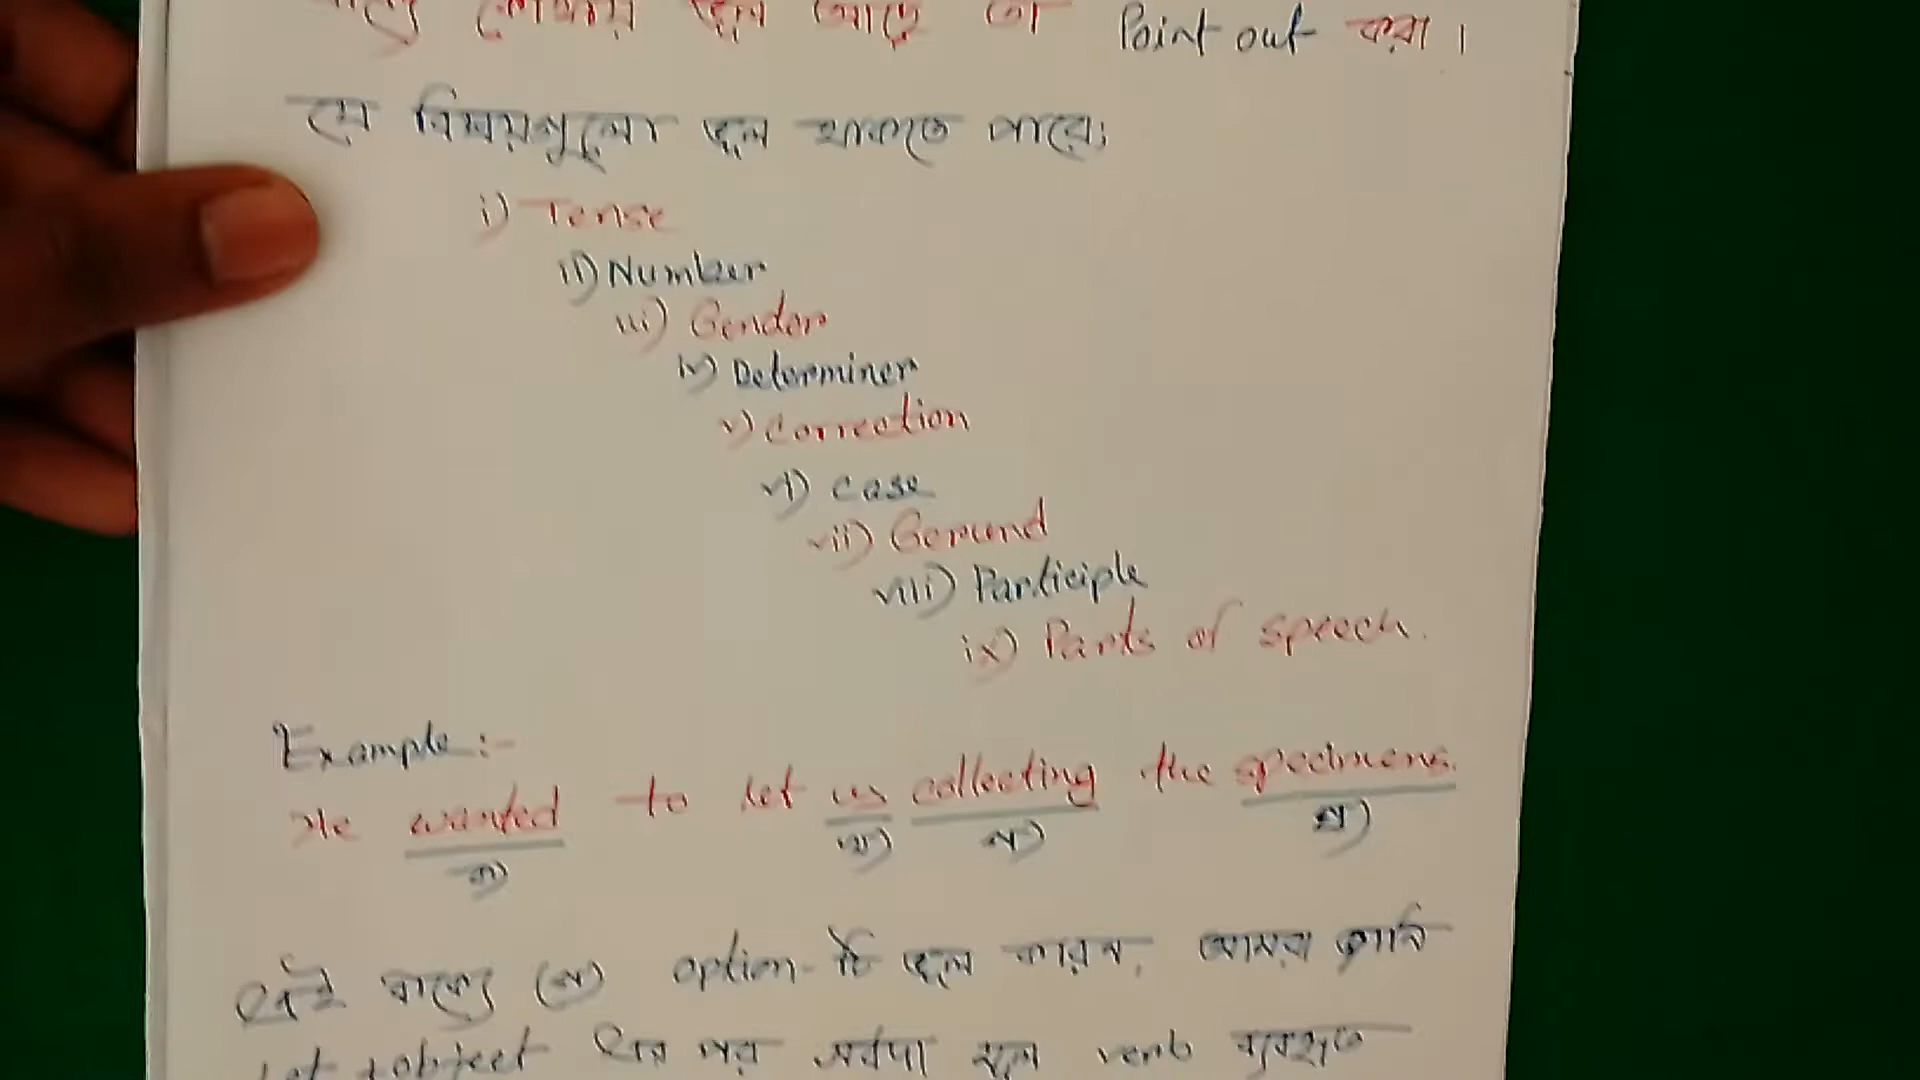 বাক্যে কোথায় ভুল আছে তা Point out করা।
যে বিষয়গুলো ভুল থাকতে পারে;
i) Tense
ii) Number
iii) Gender
iv) Determiner
v) Correction
vi) case
vii) Gerund
viii) Participle
ix) Parts of speech.
Example:-
He wanted to let us collecting the specimens.
ক) খ) গ) ঘ)
এই বাক্যে (গ) option টি ভুল কারন, আমরা জানি
Let + object এর পর সর্বদা মূল verb ব্যবহৃত